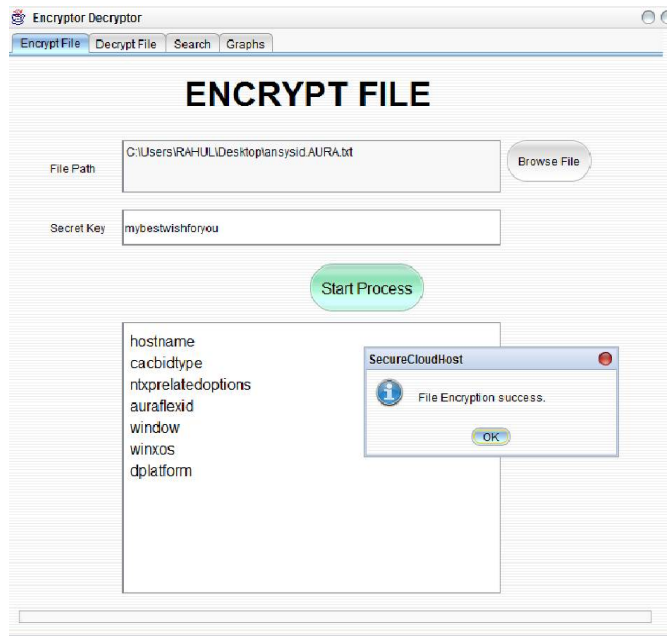 Encryptor Decryptor
Encrypt File Decrypt File Search Graphs
ENCRYPT FILE
File Path
C:\Users\RAHUL\Desktop\ansysid.AURA.txt
Browse File
Secret Key
mybestwishforyou
Start Process
hostname
cacbidtype
ntxprelatedoptions
auraflexid
window
winxos
dplatform
SecureCloudHost
File Encryption success.
OK